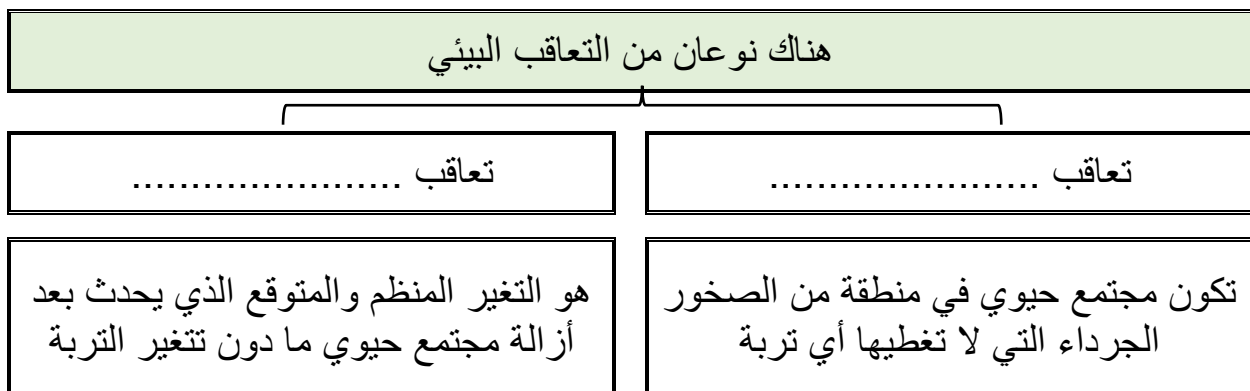 هناك نوعان من التعاقب البيئي
تعاقب .......................
تعاقب .......................
تكون مجتمع حيوي في منطقة من الصخور
الجرداء التي لا تغطيها أي تربة
هو التغير المنظم والمتوقع الذي يحدث بعد
أزالة مجتمع حيوي ما دون تتغير التربة